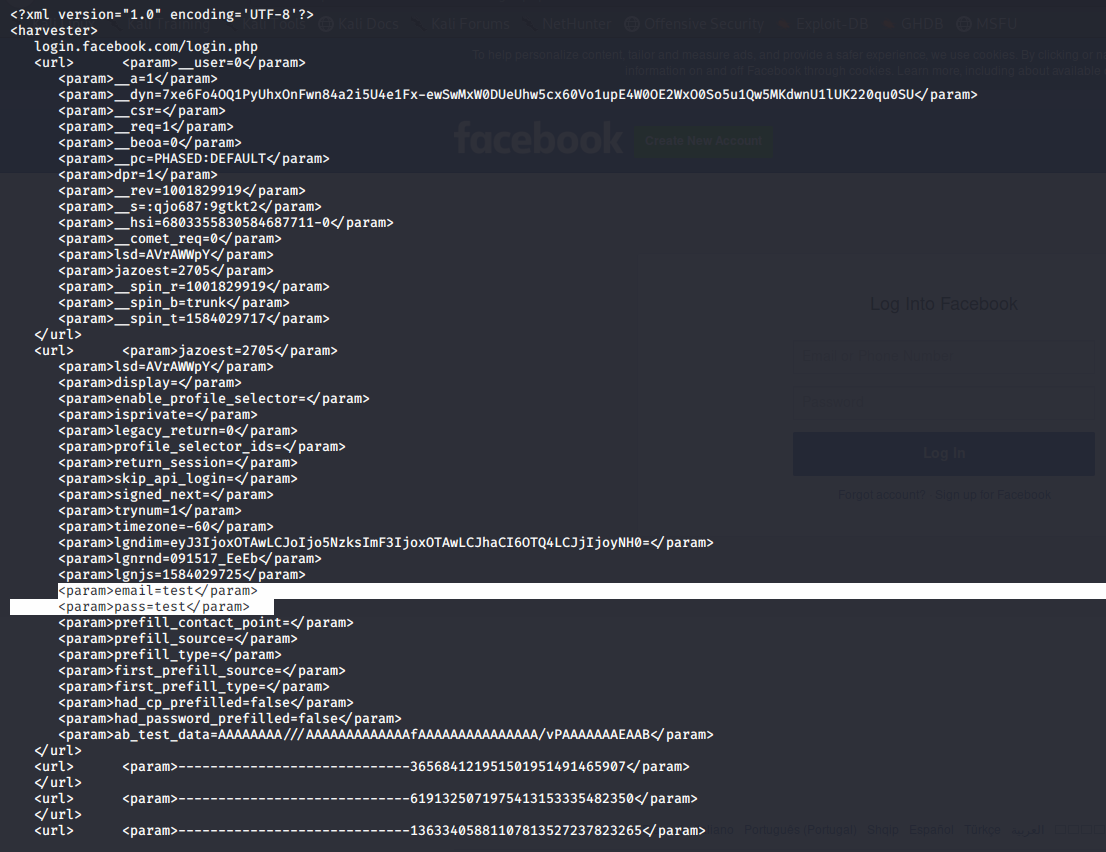 <?xml version="1.0" encoding='UTF-8'?>
Kali Docs Kali Forums NetHunter Offensive Security Exploit-DB GHDB MSFU
<harvester>
login.facebook.com/login.php
To help personalise content, tailor and measure ads, and provide a safer experience, we use cookies. By clicking or
<url> <param>__user=0</param>
information on and off Facebook through cookies. Learn more, including about available
<param>__a=1</param>
<param>__dyn=7xe6Fo4OQ1PyUhxOnFwn84a2i5U4e1Fx-ewSwMxW0DUeUhw5cx60Vo1upE4W0OE2WxO0So5u1Qw5MKdwnU1lUK220qu0SU</param>
<param>__csr=</param>
<param>__req=1</param>
<param>__beoa=0</param>
facebook Create New Account
<param>__pc=PHASED:DEFAULT</param>
<param>dpr=1</param>
<param>__rev=1001829919</param>
<param>__s=:qjo687:9gtkt2</param>
<param>__hsi=6803355830584687711-0</param>
<param>__comet_req=0</param>
<param>lsd=AVrAWWpY</param>
<param>jazoest=2705</param>
<param>__spin_r=1001829919</param>
<param>__spin_b=trunk</param>
Log Into Facebook
<param>__spin_t=1584029717</param>
</url>
<url> <param>jazoest=2705</param>
<param>lsd=AVrAWWpY</param>
<param>display=</param>
<param>enable_profile_selector=</param>
<param>isprivate=</param>
<param>legacy_return=0</param>
<param>profile_selector_ids=</param>
Log In
<param>return_session=</param>
<param>skip_api_login=</param>
<param>signed_next=</param>
Forgot account? Sign up for Facebook
<param>trynum=1</param>
<param>timezone=-60</param>
<param>lgndim=eyJ3IjoxOTAwLCJoIjo5NzksImF3IjoxOTAwLCJhaCI6OTQ4LCJjIjoyNH0=</param>
<param>lgnrnd=091517_EeEb</param>
<param>lgnjs=1584029725</param>
<param>email=test</param>
<param>pass=test</param>
<param>prefill_contact_point=</param>
<param>prefill_source=</param>
<param>prefill_type=</param>
<param>first_prefill_source=</param>
<param>first_prefill_type=</param>
<param>had_cp_prefilled=false</param>
<param>had_password_prefilled=false</param>
<param>ab_test_data=AAAAAAAA///AAAAAAAAAAAAAfAAAAAAAAAAAAAAA/vPAAAAAAAEAAB</param>
</url>
<url> <param>-----------------------------365684121951501951491465907</param>
</url>
<url> <param>-----------------------------6191325071975413153335482350</param>
</url>
<url> <param>-----------------------------13633405881107813527237823265</param>
Português (Portugal) Shqip Español Türkçe العربية